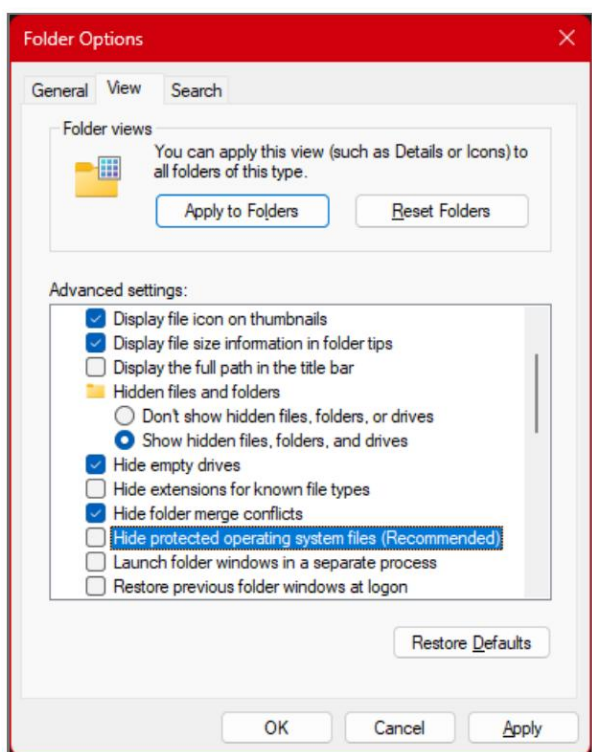 Folder Options
General View Search
Folder views
You can apply this view (such as Details or Icons) to
all folders of this type.
Apply to Folders Reset Folders
Advanced settings:
Display file icon on thumbnails
Display file size information in folder tips
Display the full path in the title bar
Hidden files and folders
Don't show hidden files, folders, or drives
Show hidden files, folders, and drives
Hide empty drives
Hide extensions for known file types
Hide folder merge conflicts
Hide protected operating system files (Recommended)
Launch folder windows in a separate process
Restore previous folder windows at logon
Restore Defaults
OK Cancel Apply